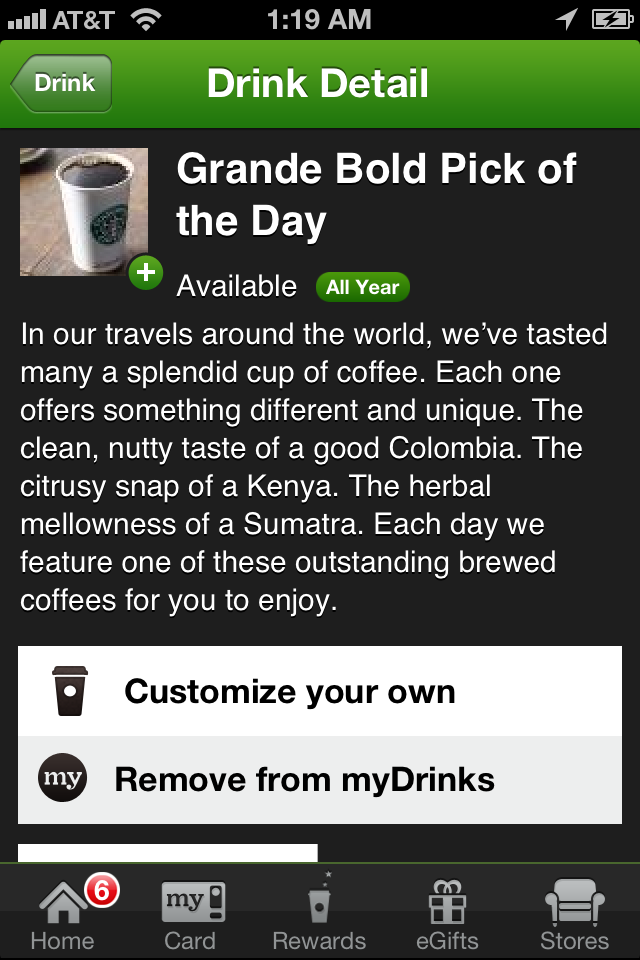 AT&T 1:19 AM
Drink Drink Detail
Grande Bold Pick of
the Day
Available All Year
In our travels around the world, we’ve tasted
many a splendid cup of coffee. Each one
offers something different and unique. The
clean, nutty taste of a good Colombia. The
citrusy snap of a Kenya. The herbal
mellowness of a Sumatra. Each day we
feature one of these outstanding brewed
coffees for you to enjoy.
Customize your own
my Remove from myDrinks
6 my
Home Card Rewards eGifts Stores